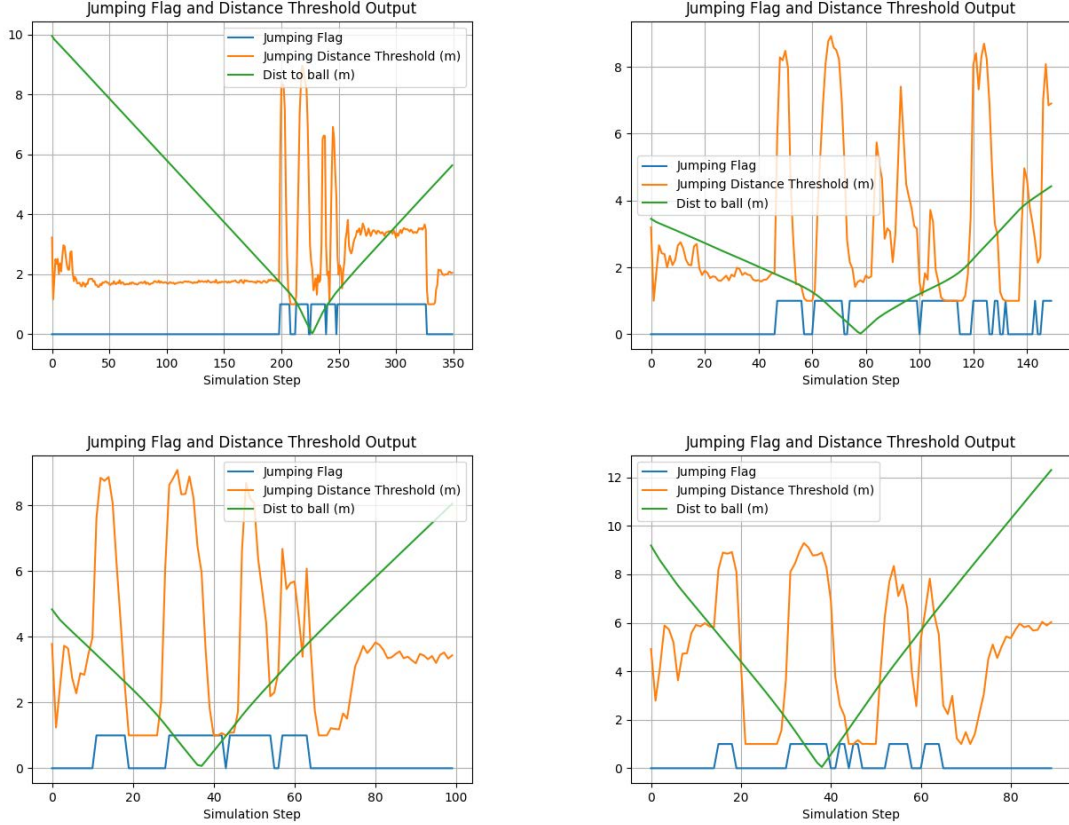 Jumping Flag and Distance Threshold Output
10
8
6
4
2
0
Jumping Flag
Jumping Distance Threshold (m)
Dist to ball (m)
0 50 100 150 200 250 300 350
Simulation Step
Jumping Flag and Distance Threshold Output
8
6
4
2
0
Jumping Flag
Jumping Distance Threshold (m)
Dist to ball (m)
0 20 40 60 80 100 120 140
Simulation Step
Jumping Flag and Distance Threshold Output
8
6
4
2
0
Jumping Flag
Jumping Distance Threshold (m)
Dist to ball (m)
0 20 40 60 80 100
Simulation Step
Jumping Flag and Distance Threshold Output
12
10
8
6
4
2
0
Jumping Flag
Jumping Distance Threshold (m)
Dist to ball (m)
0 20 40 60 80
Simulation Step